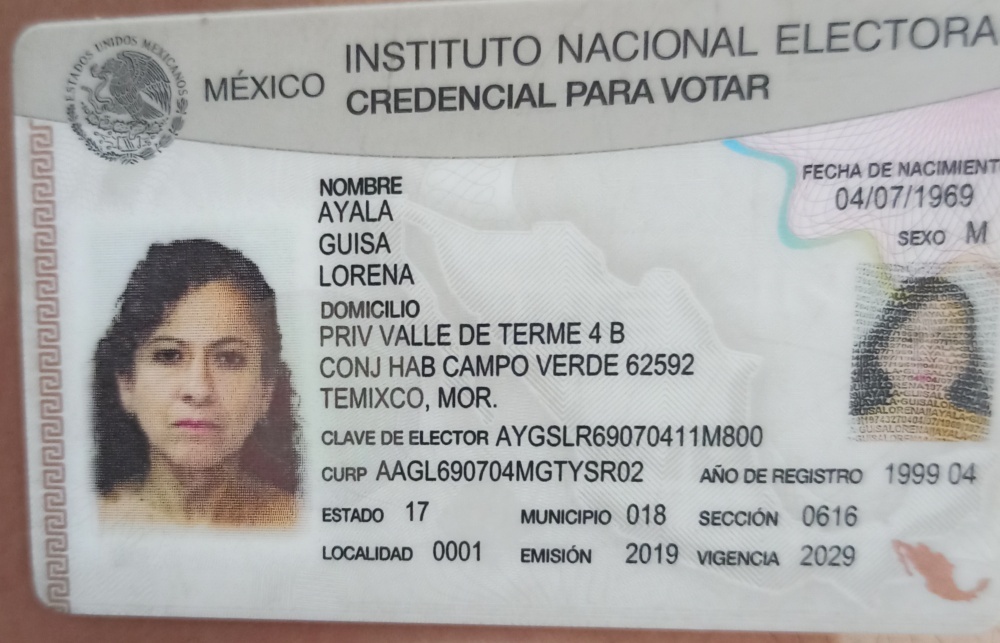 ESTADOS UNIDOS MEXICANOS
MÉXICO
INSTITUTO NACIONAL ELECTORA
CREDENCIAL PARA VOTAR
FECHA DE NACIMIENT
04/07/1969
SEXO M
NOMBRE
AYALA
GUISA
LORENA
DOMICILIO
PRIV VALLE DE TERME 4 B
CONJ HAB CAMPO VERDE 62592
TEMIXCO, MOR.
CLAVE DE ELECTOR AYGSLR69070411M800
CURP AAGL690704MGTYSR02 AÑO DE REGISTRO 1999 04
ESTADO 17 MUNICIPIO 018 SECCIÓN 0616
LOCALIDAD 0001 EMISIÓN 2019 VIGENCIA 2029